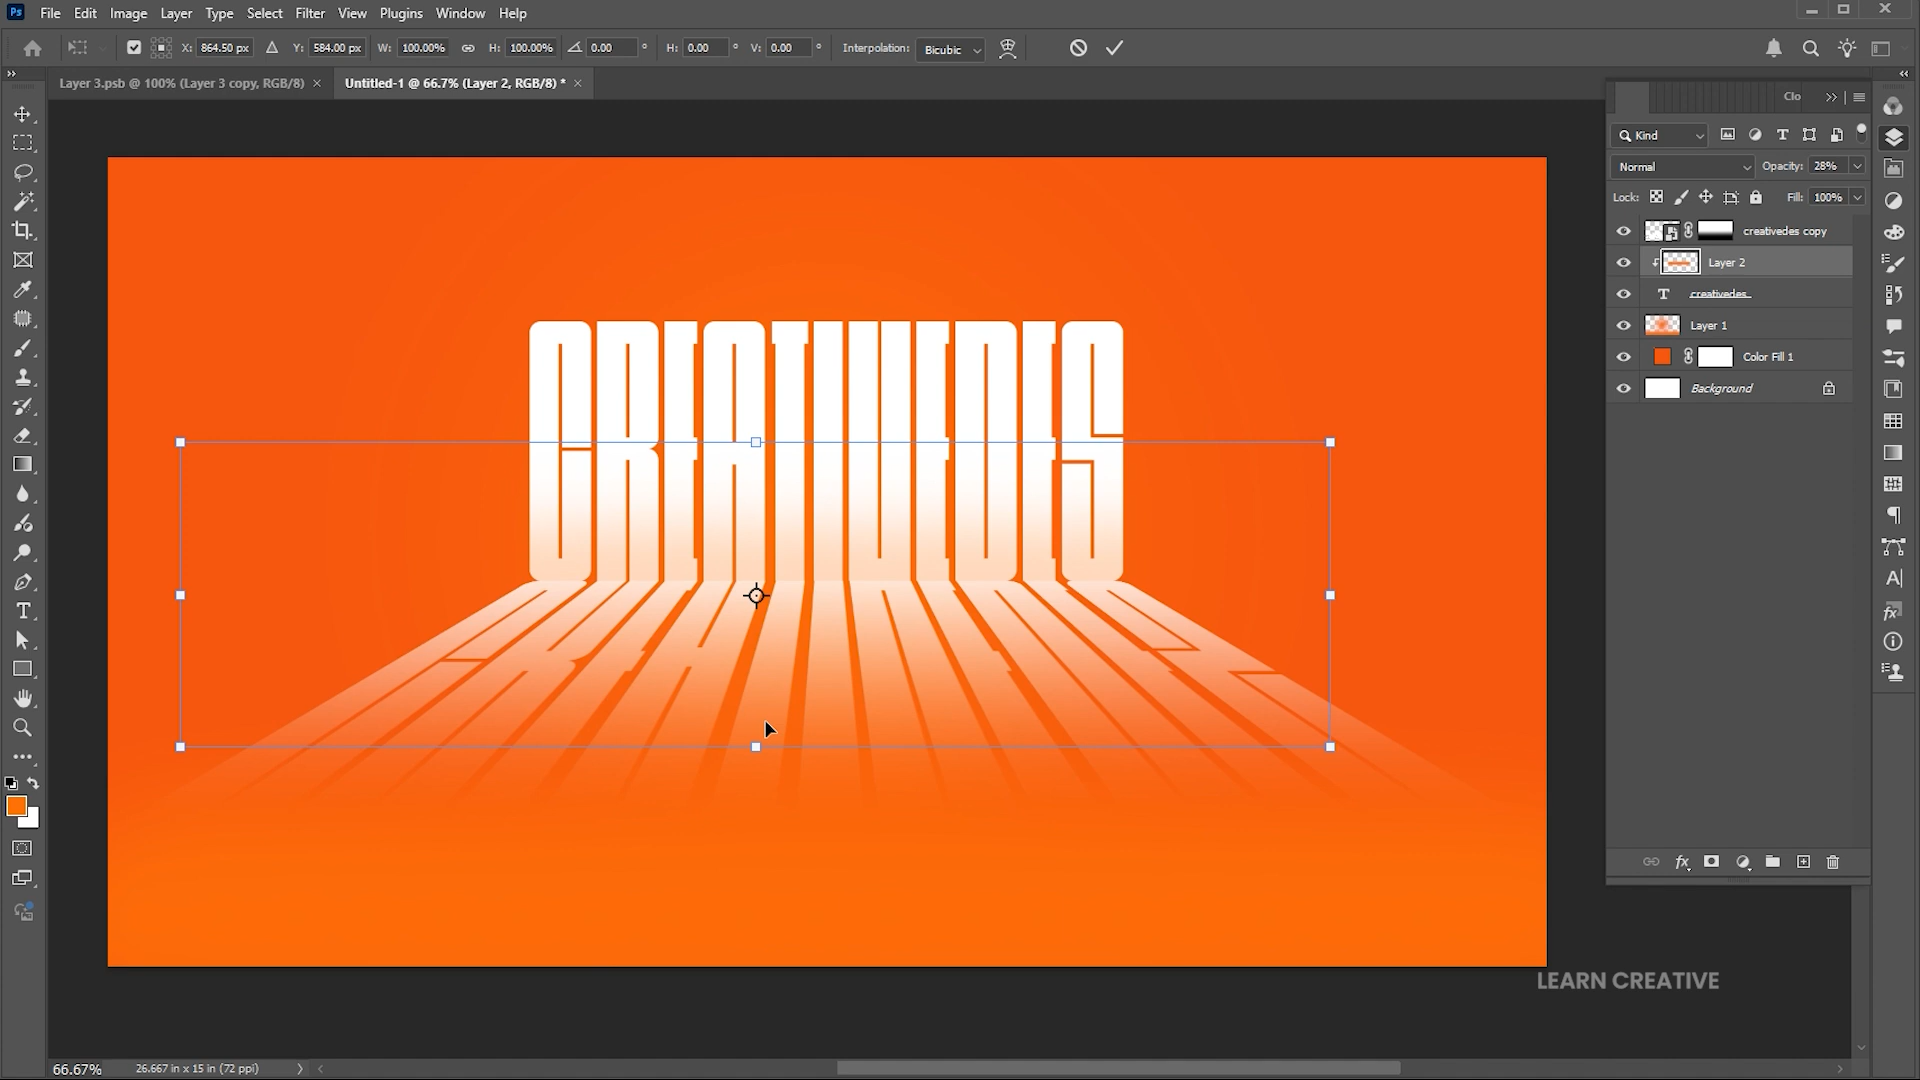 Ps File Edit Image Layer Type Select Filter View Plugins Window Help
X: 864.50 px Y: 584.00 px W: 100.00% H: 100.00% 0.00 ° H: 0.00 ° V: 0.00 ° Interpolation: Bicubic
Layer 3.psb @ 100% (Layer 3 copy, RGB/8) × Untitled-1 @ 66.7% (Layer 2, RGB/8) * ×
Clo
Kind
Normal Opacity: 28%
Lock: Fill: 100%
creativedes copy
Layer 2
T creativedes
Layer 1
Color Fill 1
Background
CREATIVEDES
CREATIVEDES
LEARN CREATIVE
66.67% 26.667 in x 15 in (72 ppi)